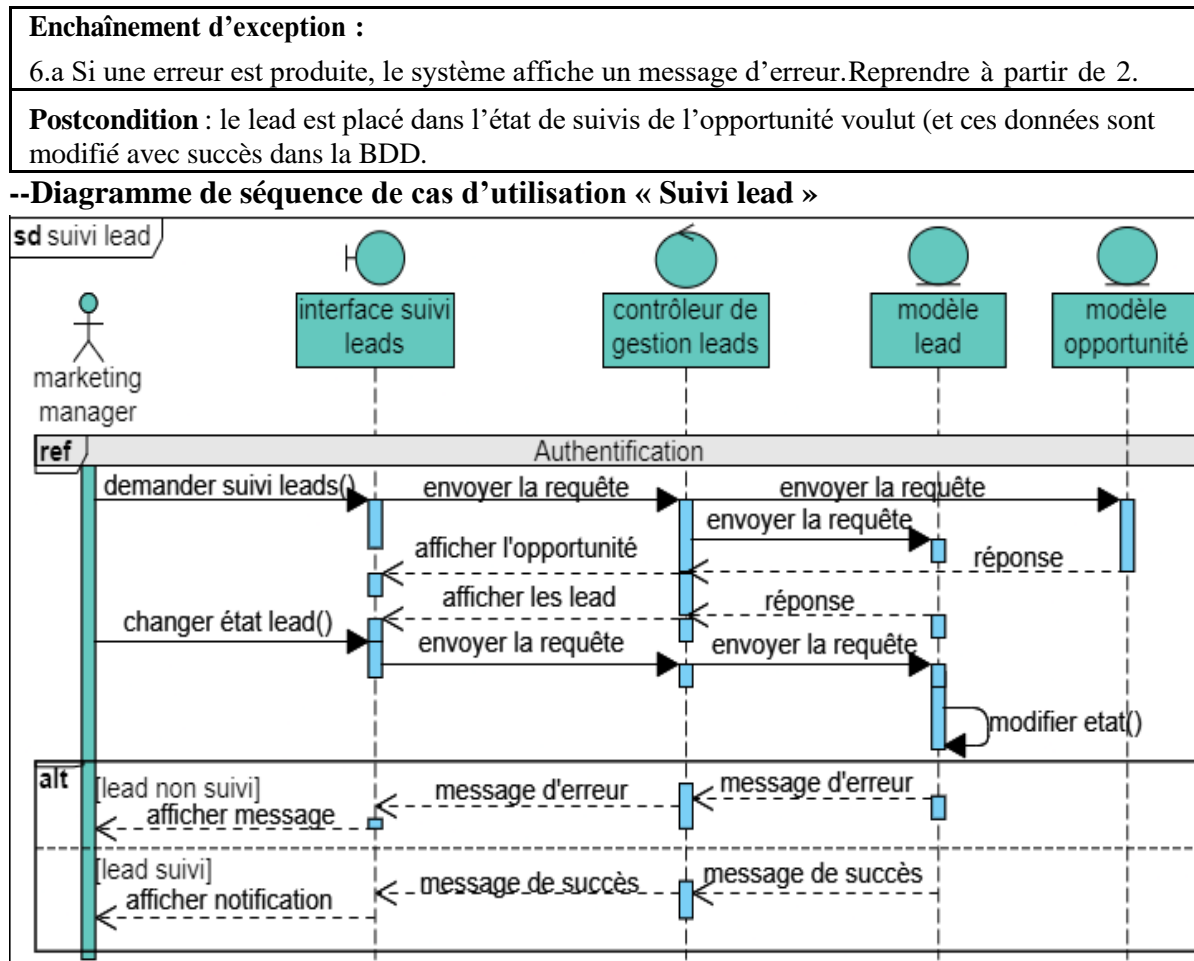 Enchaînement d’exception :
6.a Si une erreur est produite, le système affiche un message d’erreur.Reprendre à partir de 2.
Postcondition : le lead est placé dans l’état de suivis de l’opportunité voulut (et ces données sont
modifié avec succès dans la BDD.
--Diagramme de séquence de cas d’utilisation « Suivi lead »
sd suivi lead
marketing
manager
interface suivi
leads
contrôleur de
gestion leads
modèle
lead
modèle
opportunité
ref
Authentification
demander suivi leads()
envoyer la requête
envoyer la requête
envoyer la requête
afficher l'opportunité
réponse
afficher les lead
réponse
changer état lead()
envoyer la requête
envoyer la requête
modifier etat()
alt
[lead non suivi]
message d'erreur
message d'erreur
afficher message
[lead suivi]
message de succès
message de succès
afficher notification